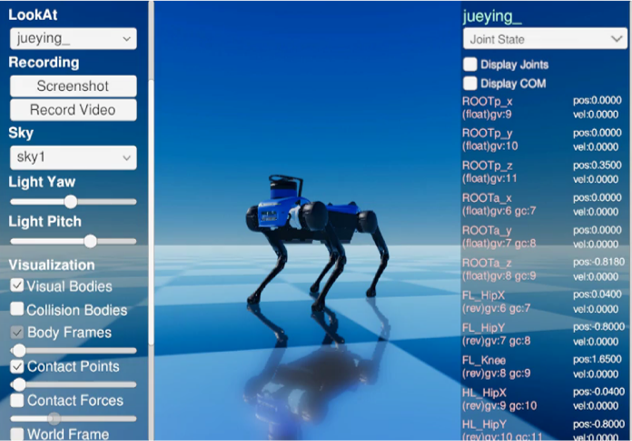 LookAt
jueying_
Recording
Screenshot
Record Video
Sky
sky1
Light Yaw
Light Pitch
Visualization
Visual Bodies
Collision Bodies
Body Frames
Contact Points
Contact Forces
World Frame
jueying_
Joint State
Display Joints
Display COM
ROOTp_x pos:0.0000
(float)gv:9 vel:0.0000
ROOTp_y pos:0.0000
(float)gv:10 vel:0.0000
ROOTp_z pos:0.3500
(float)gv:11 vel:0.0000
ROOTa_x pos:0.0000
(float)gv:6 gc:7 vel:0.0000
ROOTa_y pos:0.0000
(float)gv:7 gc:8 vel:0.0000
ROOTa_z pos:-0.8180
(float)gv:8 gc:9 vel:0.0000
FL_HipX pos:0.0400
(rev)gv:6 gc:7 vel:0.0000
FL_HipY pos:-0.8000
(rev)gv:7 gc:8 vel:0.0000
FL_Knee pos:1.6500
(rev)gv:8 gc:9 vel:0.0000
HL_HipX pos:-0.0400
(rev)gv:9 gc:10 vel:0.0000
HL_HipY pos:-0.8000
(rev)gv:10 gc:11 vel:0.0000